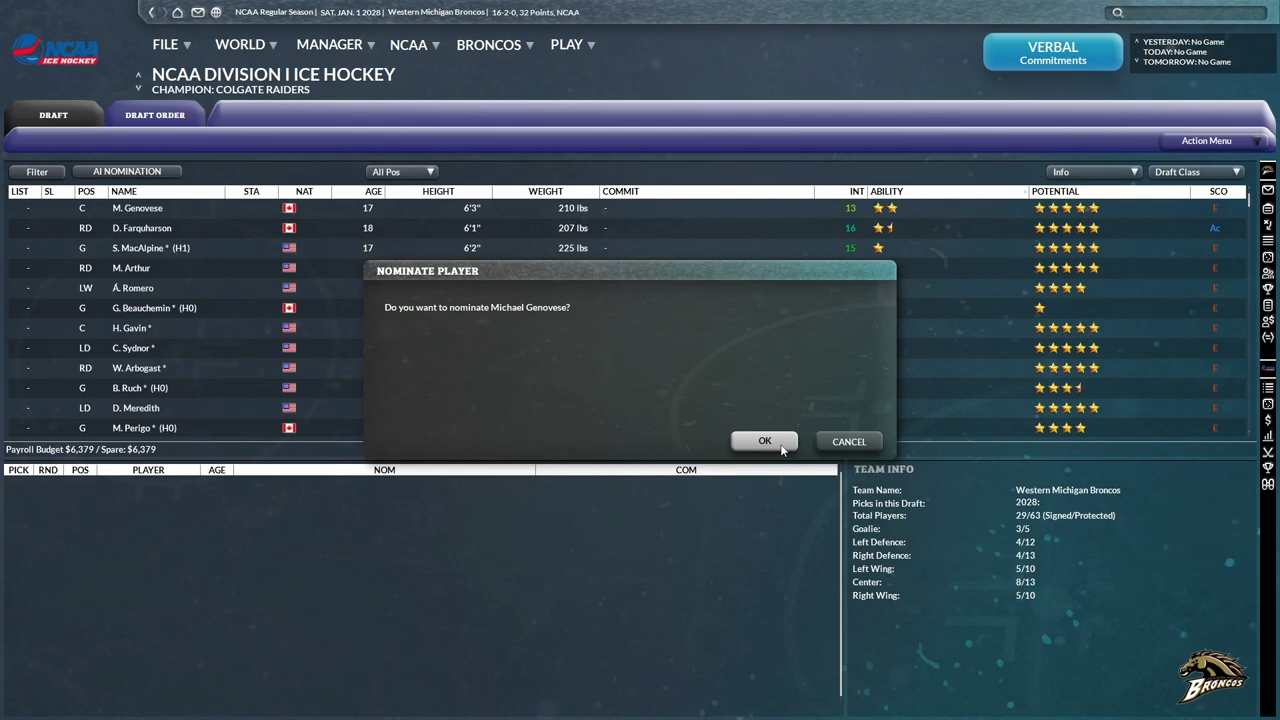 NCAA Regular Season | SAT. JAN. 1 2028 | Western Michigan Broncos | 16-2-0, 32 Points, NCAA
NCAA
ICE HOCKEY
FILE WORLD MANAGER NCAA BRONCOS PLAY
VERBAL
Commitments
YESTERDAY: No Game
TODAY: No Game
TOMORROW: No Game
NCAA DIVISION I ICE HOCKEY
CHAMPION: COLGATE RAIDERS
DRAFT DRAFT ORDER
Action Menu
Filter AI NOMINATION All Pos Info Draft Class
LIST SL POS NAME STA NAT AGE HEIGHT WEIGHT COMMIT INT ABILITY POTENTIAL SCO
- C M. Genovese 17 6'3" 210 lbs - 13 E
- RD D. Farquharson 18 6'1" 207 lbs - 16 Ac
- G S. MacAlpine * (H1) 17 6'2" 225 lbs - 15 E
- RD M. Arthur E
- LW Á. Romero E
- G G. Beauchemin * (H0) E
- C H. Gavin * E
- LD C. Sydnor * E
- RD W. Arbogast * E
- G B. Ruch * (H0) E
- LD D. Meredith E
- G M. Perigo * (H0) E
NOMINATE PLAYER
Do you want to nominate Michael Genovese?
OK CANCEL
Payroll Budget $6,379 / Spare: $6,379
PICK RND POS PLAYER AGE NOM COM
TEAM INFO
Team Name: Western Michigan Broncos
Picks in this Draft: 2028:
Total Players: 29/63 (Signed/Protected)
Goalie: 3/5
Left Defence: 4/12
Right Defence: 4/13
Left Wing: 5/10
Center: 8/13
Right Wing: 5/10
BRONCOS